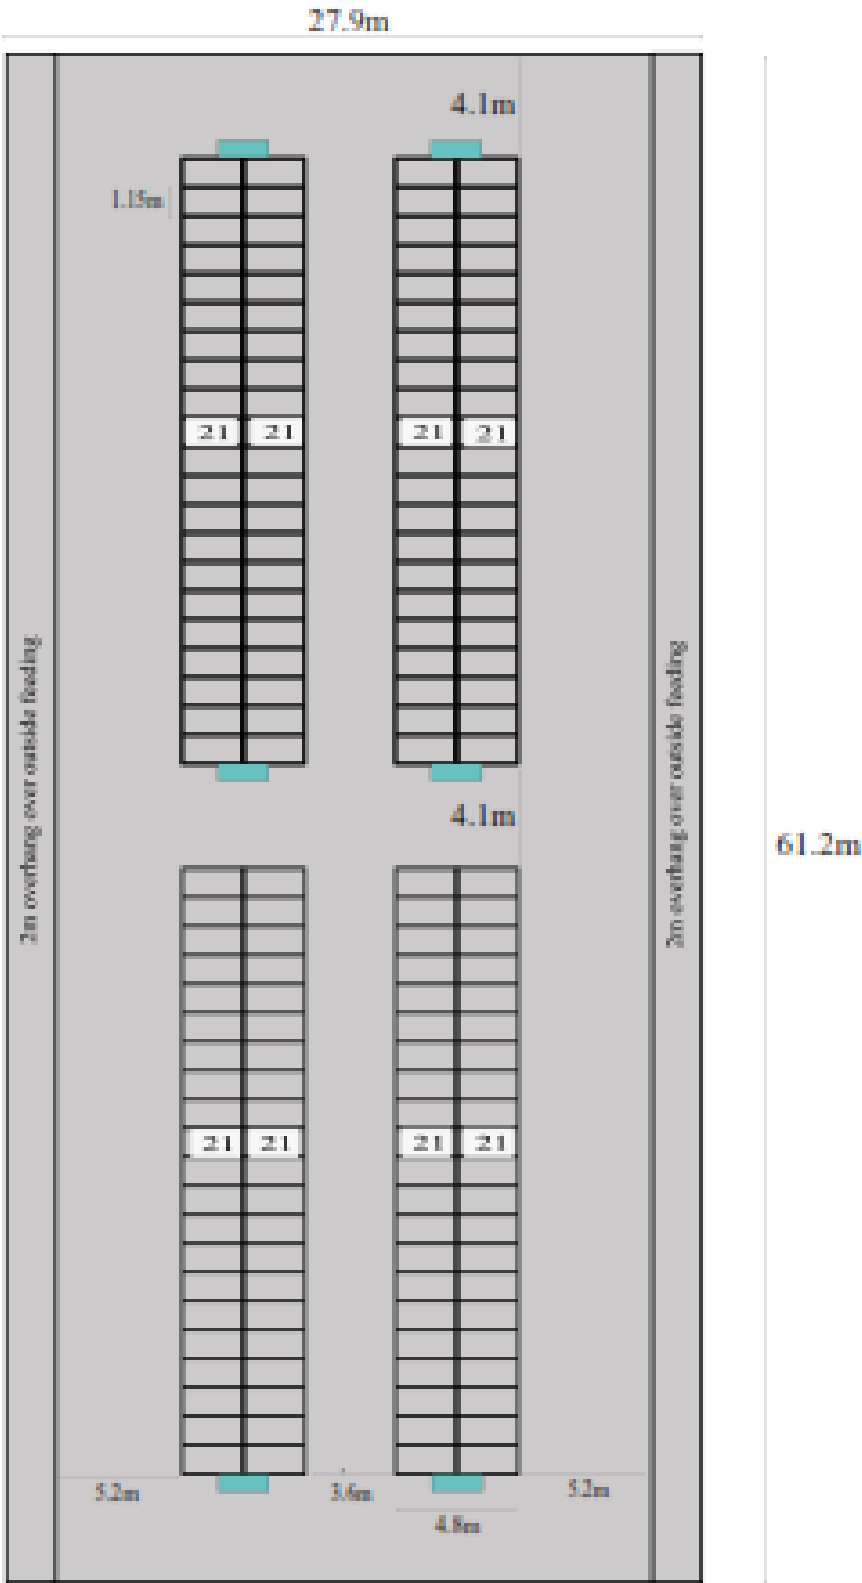 27.9m
4.1m
1.15m
21 21 21 21
2m overhang over outside feeding
2m overhang over outside feeding
4.1m
61.2m
21 21 21 21
5.2m
3.6m
5.2m
4.8m